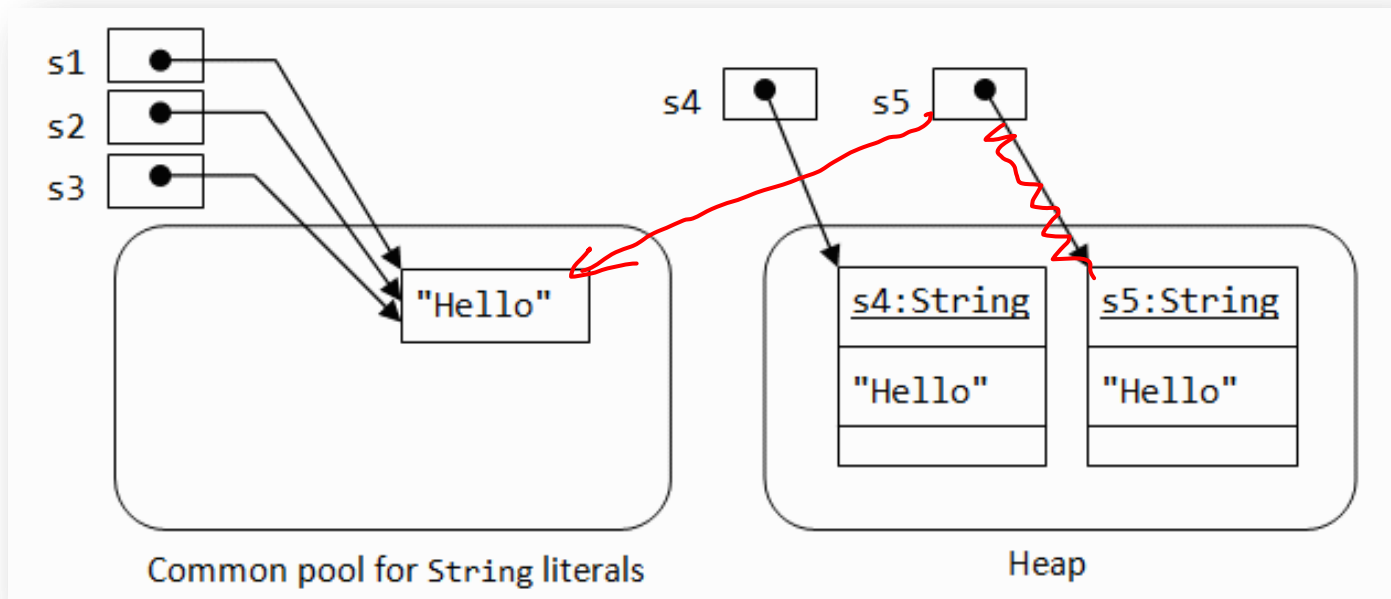 s1
s2
s3
s4
s5
"Hello"
s4:String
"Hello"
s5:String
"Hello"
Common pool for String literals
Heap